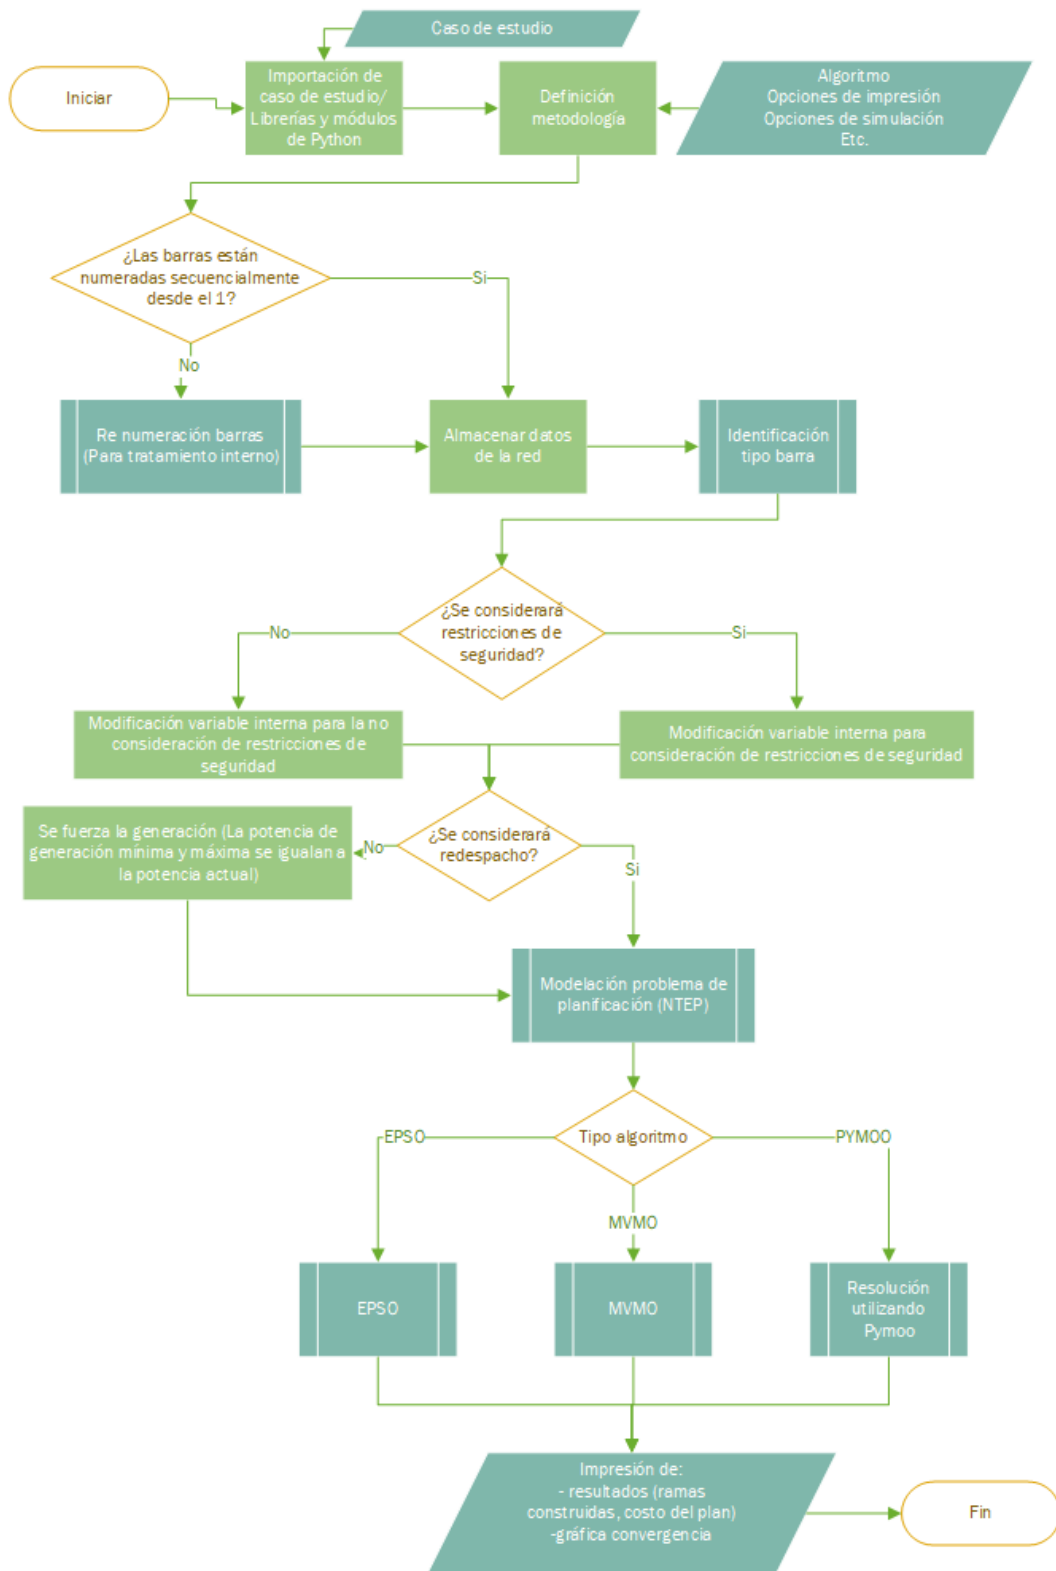 Caso de estudio
Iniciar
Importación de
caso de estudio/
Librerías y módulos
de Python
Definición
metodología
Algoritmo
Opciones de impresión
Opciones de simulación
Etc.
¿Las barras están
numeradas secuencialmente
desde el 1?
Si
No
Re numeración barras
(Para tratamiento interno)
Almacenar datos
de la red
Identificación
tipo barra
¿Se considerará
restricciones de
seguridad?
No
Si
Modificación variable interna para la no
consideración de restricciones de
seguridad
Modificación variable interna para
consideración de restricciones de seguridad
Se fuerza la generación (La potencia de
generación mínima y máxima se igualan a
la potencia actual)
No
¿Se considerará
redespacho?
Si
Modelación problema de
planificación (NTEP)
EPSO
Tipo algoritmo
PYMOO
MVMO
EPSO
MVMO
Resolución
utilizando
Pymoo
Impresión de:
- resultados (ramas
construidas, costo del plan)
-gráfica convergencia
Fin